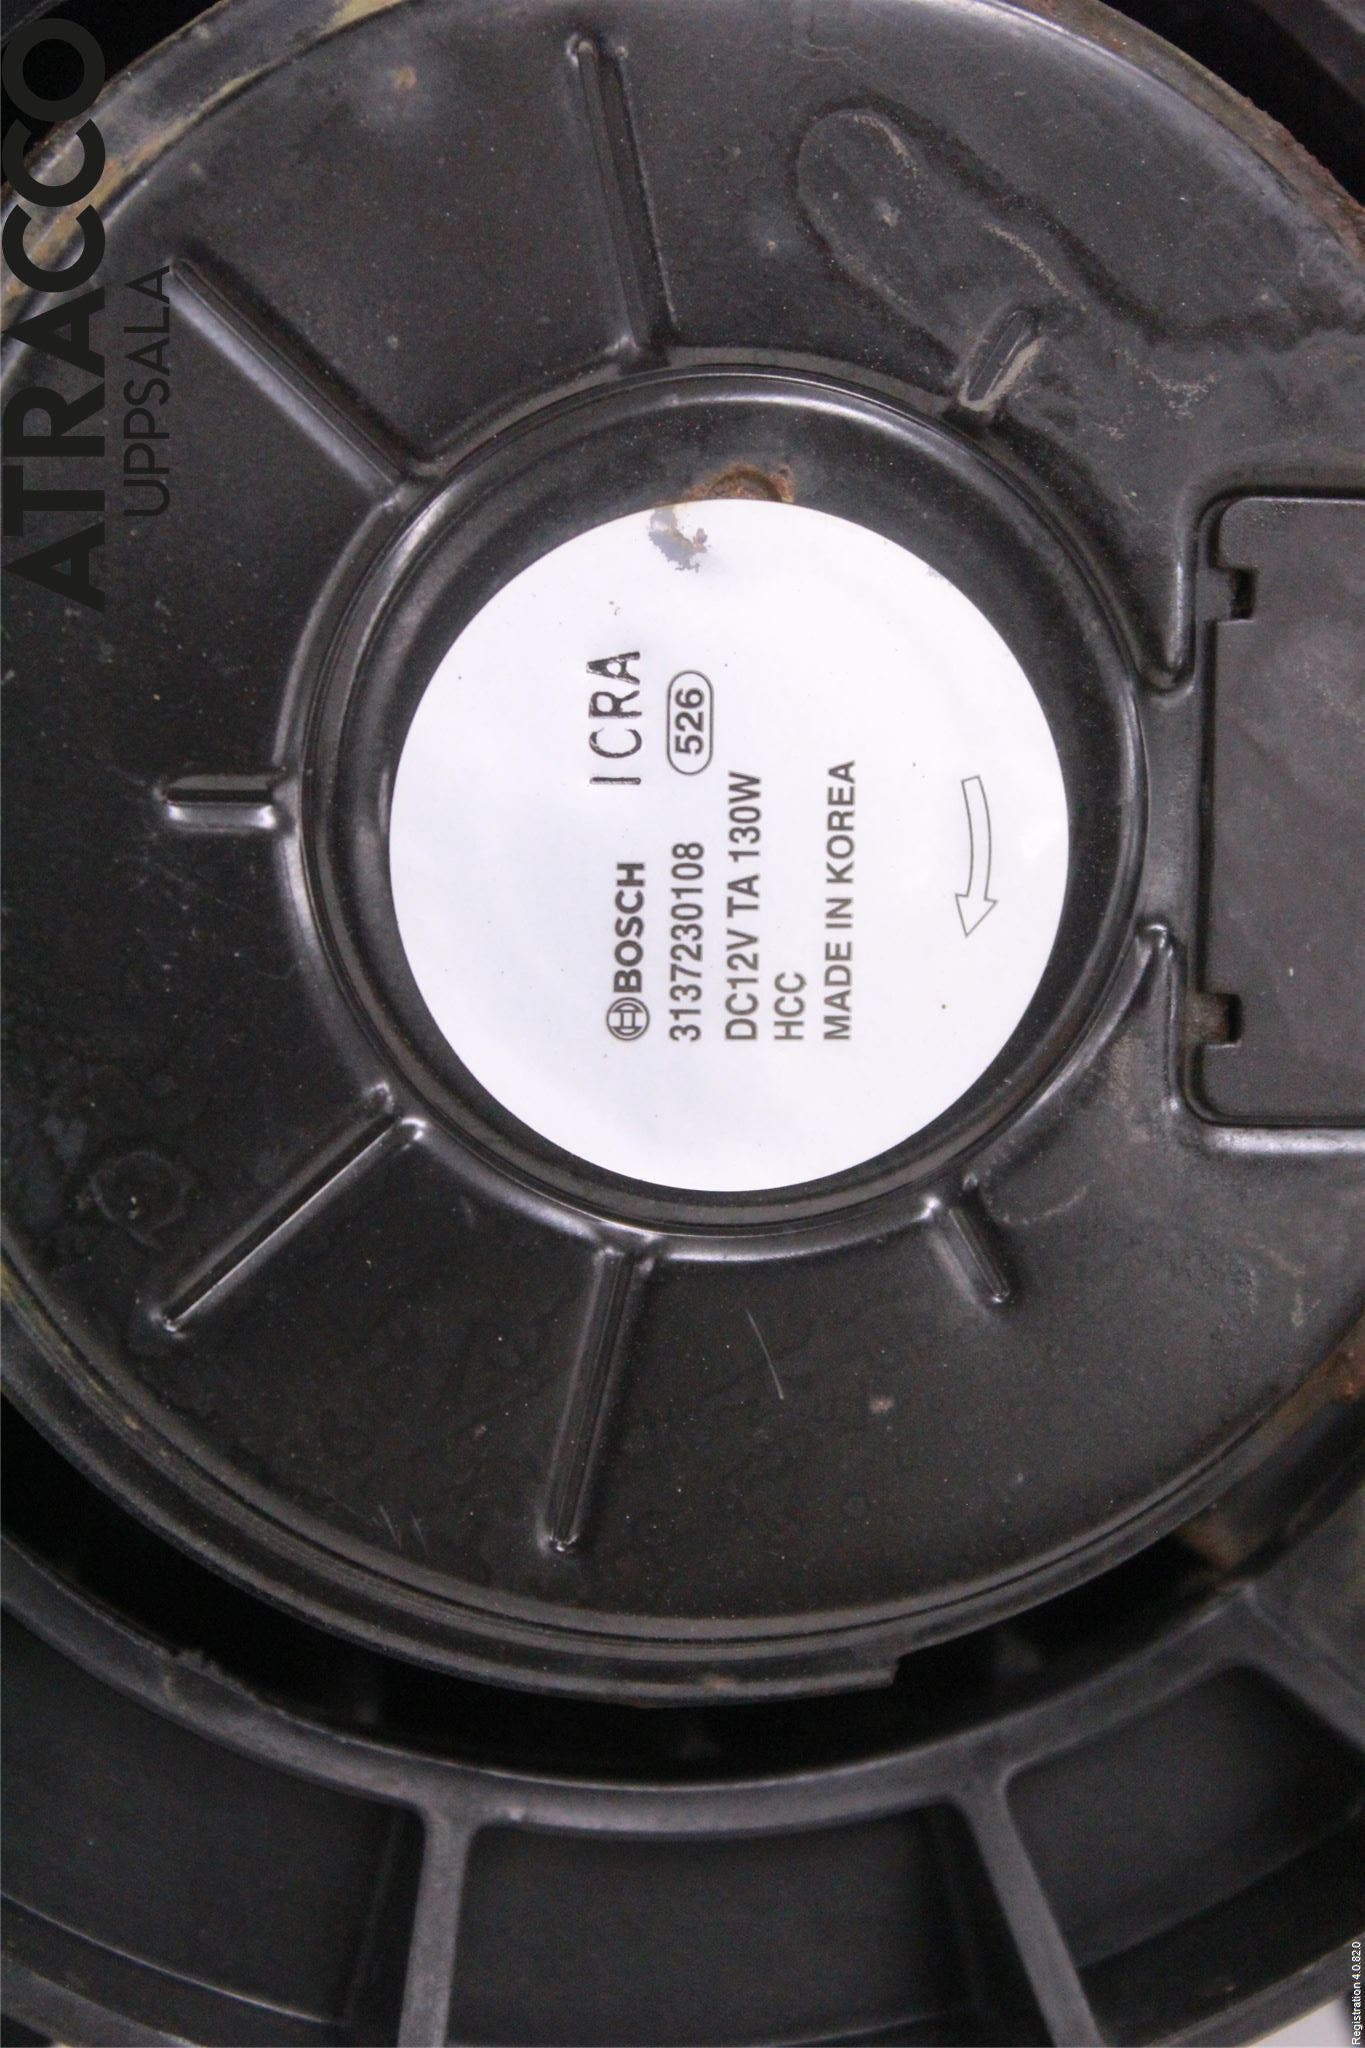 ATRACCO
UPPSALA
BOSCH ICRA
3137230108 526
DC12V TA 130W
HCC
MADE IN KOREA
Registration 4.0.82.0